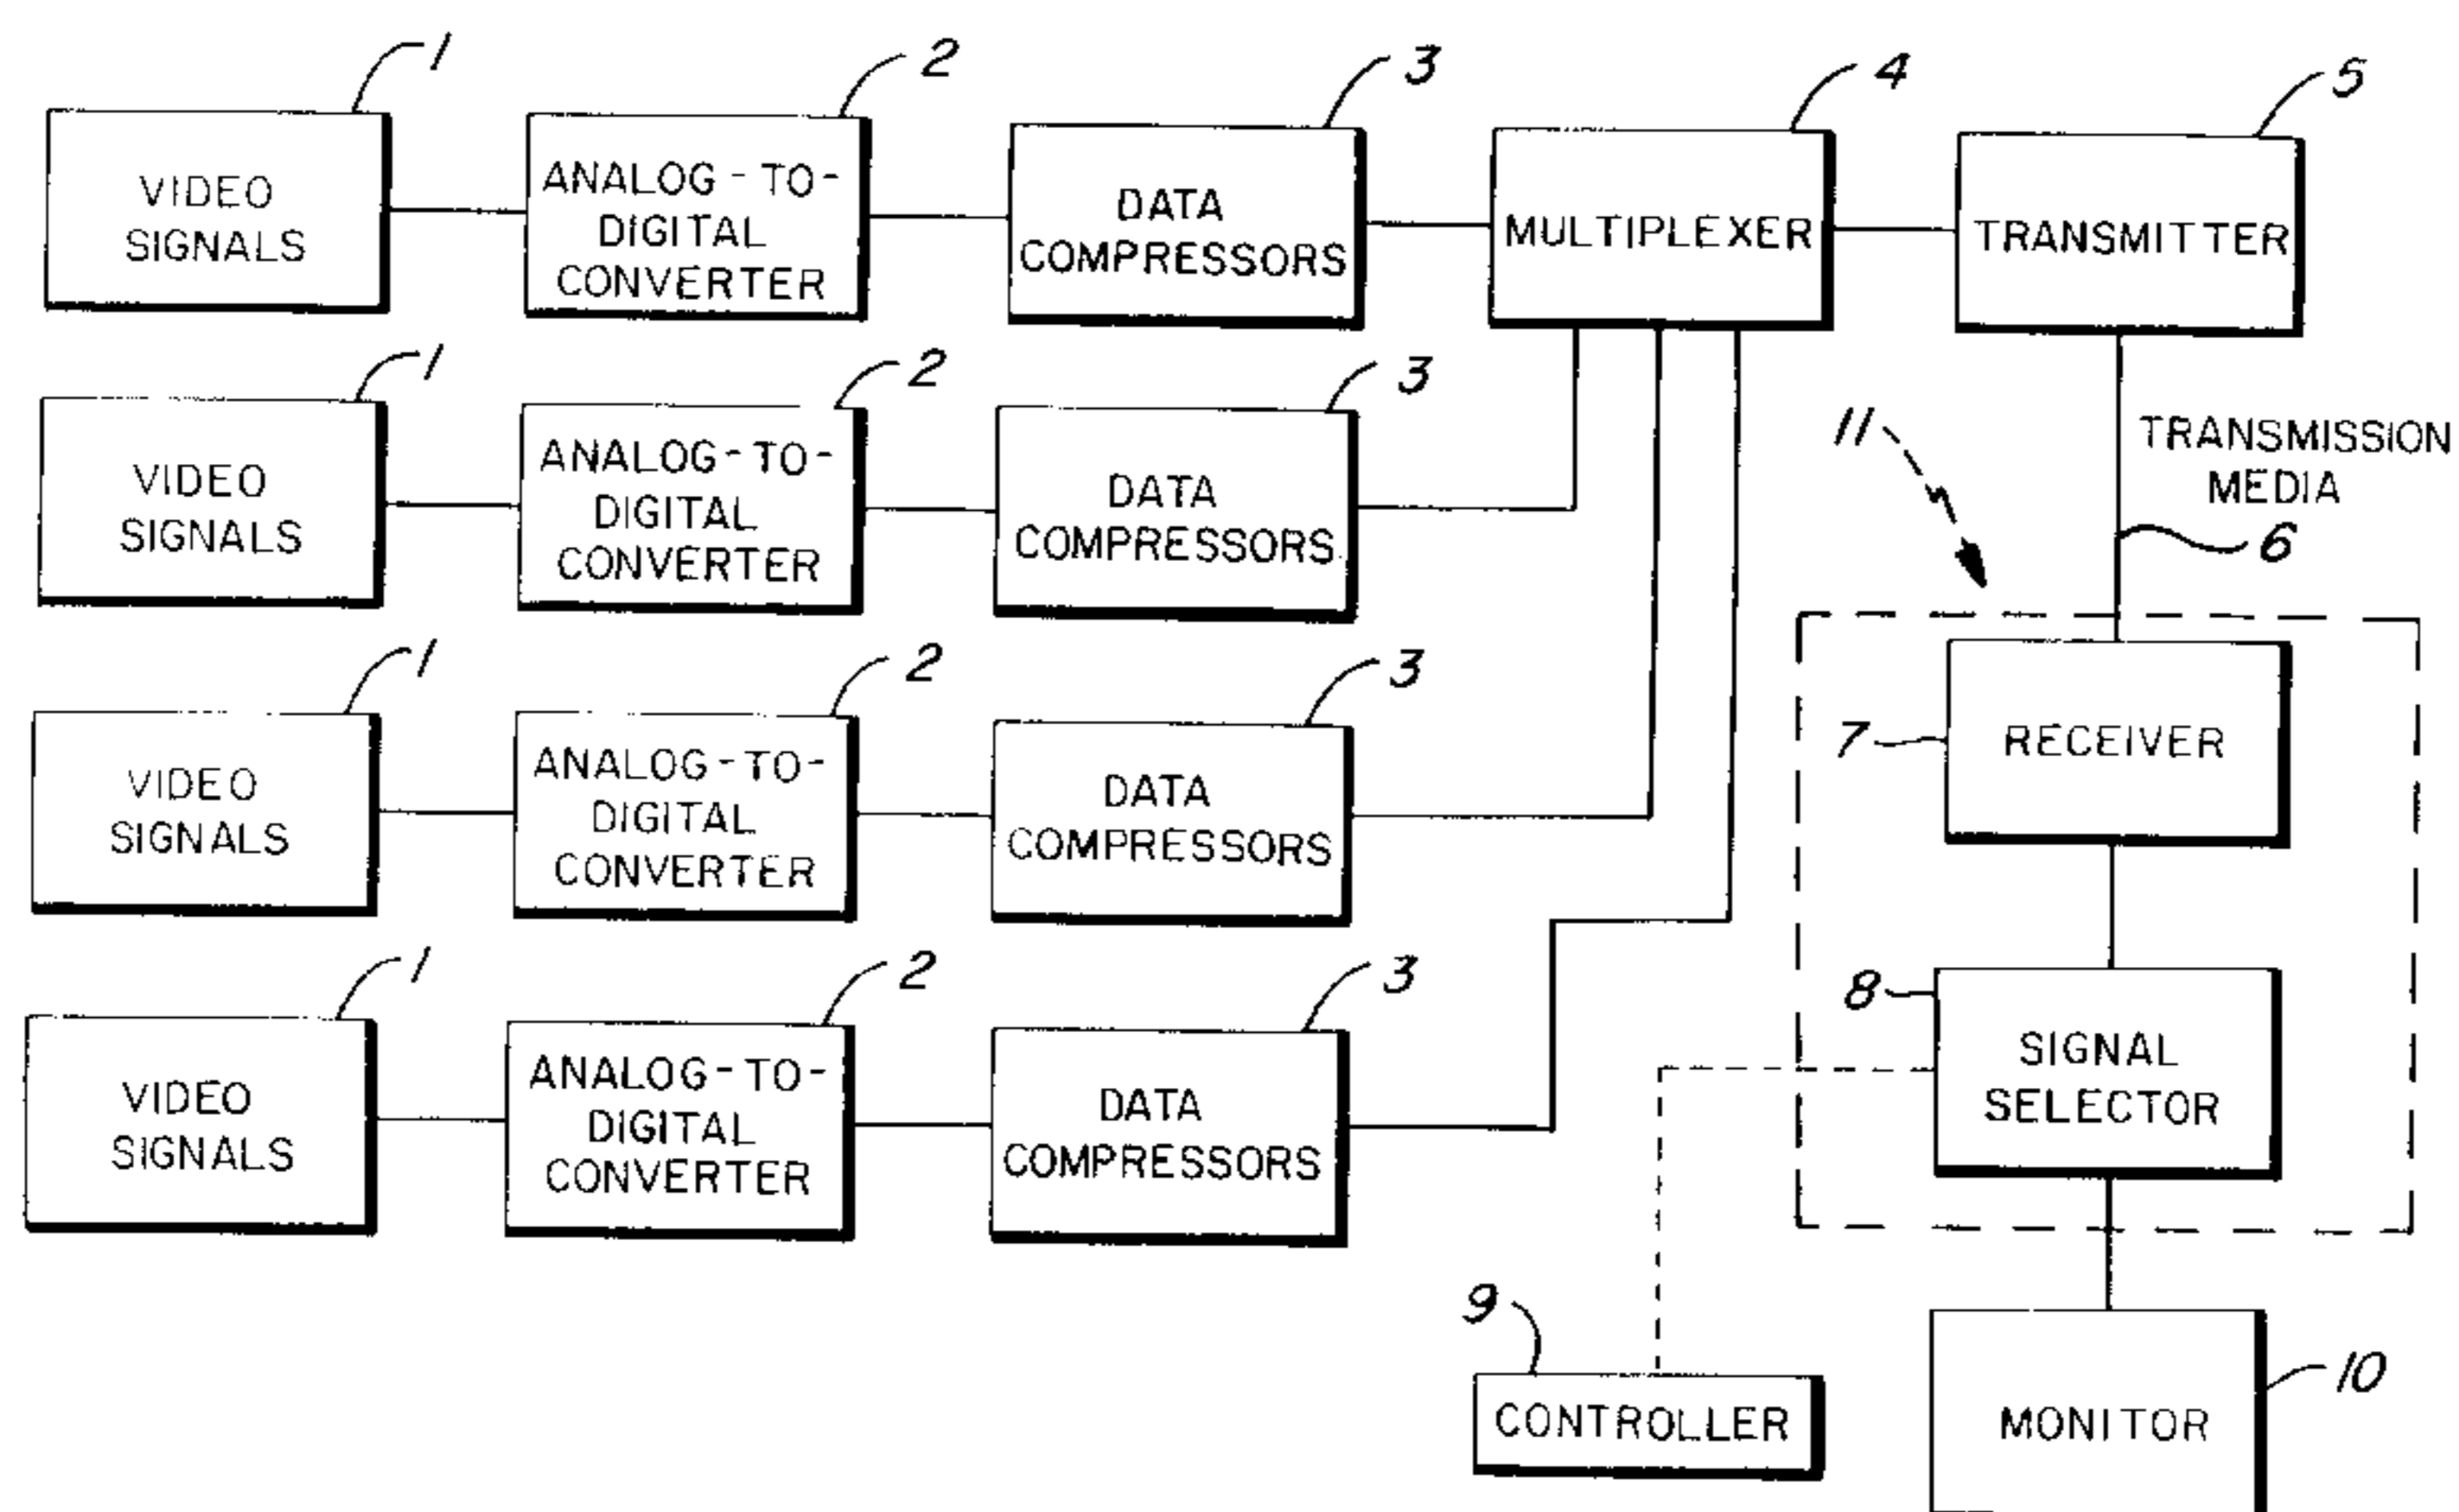 1
2
3
4
5
VIDEO
SIGNALS
ANALOG-TO-
DIGITAL
CONVERTER
DATA
COMPRESSORS
MULTIPLEXER
TRANSMITTER
1
2
3
VIDEO
SIGNALS
ANALOG-TO-
DIGITAL
CONVERTER
DATA
COMPRESSORS
11
TRANSMISSION
MEDIA
6
1
2
3
VIDEO
SIGNALS
ANALOG-TO-
DIGITAL
CONVERTER
DATA
COMPRESSORS
7
RECEIVER
1
2
3
VIDEO
SIGNALS
ANALOG-TO-
DIGITAL
CONVERTER
DATA
COMPRESSORS
8
SIGNAL
SELECTOR
9
CONTROLLER
10
MONITOR